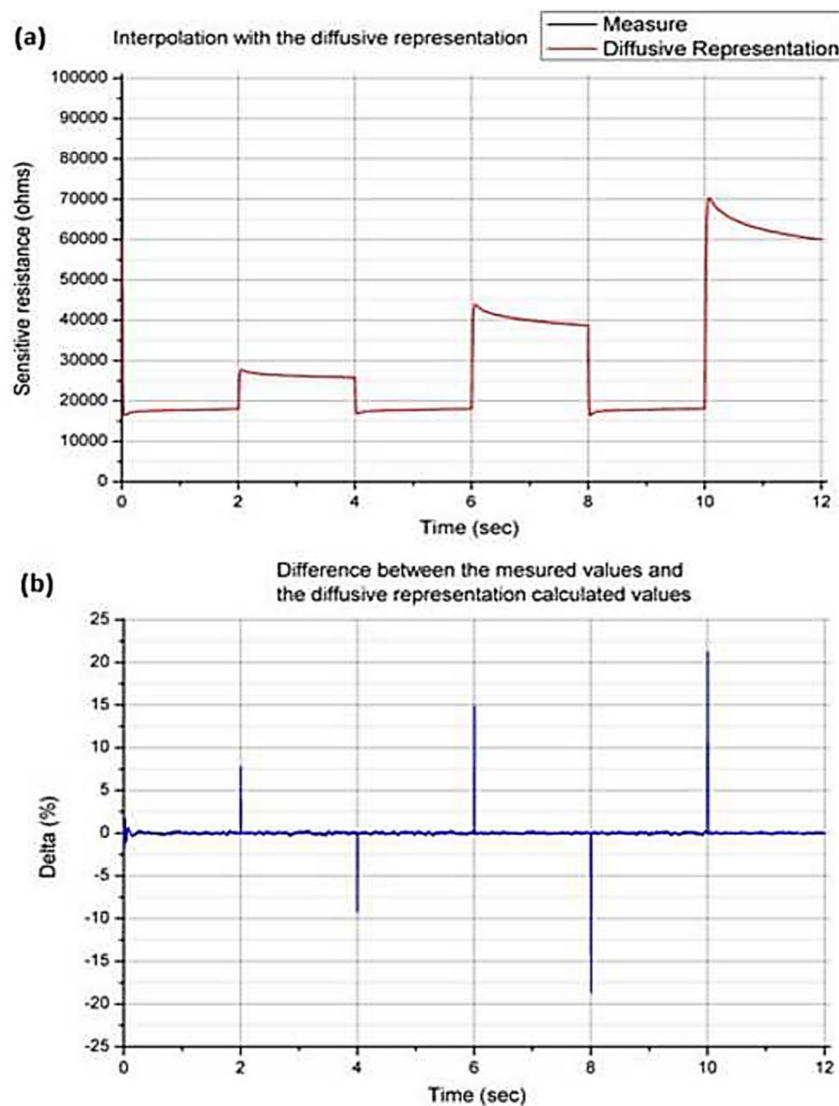 (a)
Interpolation with the diffusive representation
Measure
Diffusive Representation
Sensitive resistance (ohms)
100000
90000
80000
70000
60000
50000
40000
30000
20000
10000
0
0 2 4 6 8 10 12
Time (sec)
(b)
Difference between the mesured values and
the diffusive representation calculated values
Delta (%)
25
20
15
10
5
0
-5
-10
-15
-20
-25
0 2 4 6 8 10 12
Time (sec)